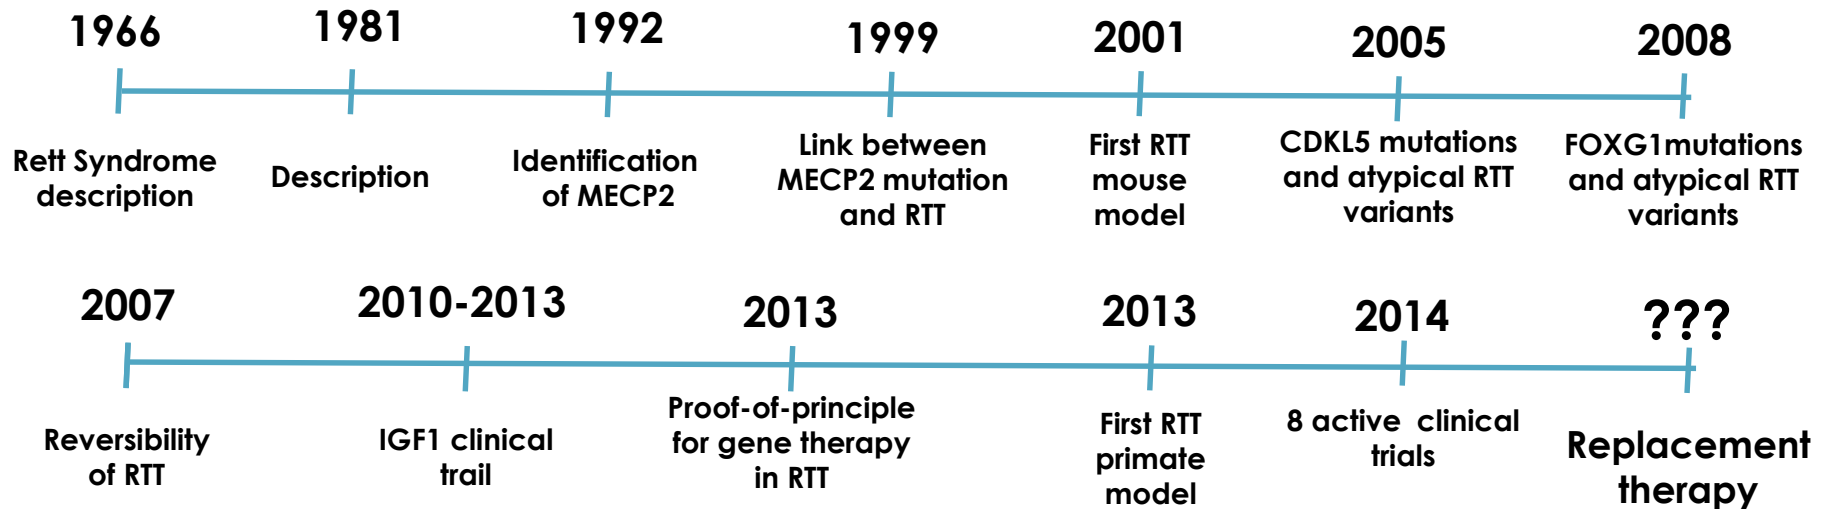 1966
1981
1992
1999
2001
2005
2008
Rett Syndrome
description
Description
Identification
of MECP2
Link between
MECP2 mutation
and RTT
First RTT
mouse
model
CDKL5 mutations
and atypical RTT
variants
FOXG1mutations
and atypical RTT
variants
2007
2010-2013
2013
2013
2014
???
Reversibility
of RTT
IGF1 clinical
trail
Proof-of-principle
for gene therapy
in RTT
First RTT
primate
model
8 active clinical
trials
Replacement
therapy